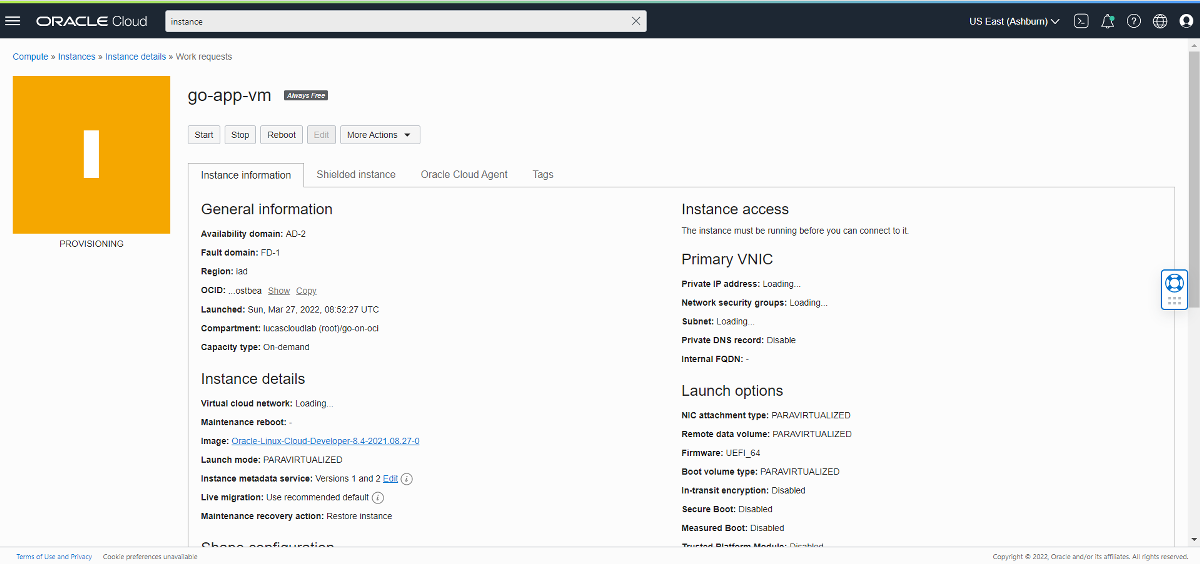 ORACLE Cloud
instance
US East (Ashburn)
Compute » Instances » Instance details » Work requests
I
PROVISIONING
go-app-vm
Always Free
Start Stop Reboot Edit More Actions
Instance information Shielded instance Oracle Cloud Agent Tags
General information
Availability domain: AD-2
Fault domain: FD-1
Region: iad
OCID: ...ostbea Show Copy
Launched: Sun, Mar 27, 2022, 08:52:27 UTC
Compartment: lucascloudlab (root)/go-on-oci
Capacity type: On-demand
Instance details
Virtual cloud network: Loading...
Maintenance reboot: -
Image: Oracle-Linux-Cloud-Developer-8.4-2021.08.27-0
Launch mode: PARAVIRTUALIZED
Instance metadata service: Versions 1 and 2 Edit i
Live migration: Use recommended default i
Maintenance recovery action: Restore instance
Shape configuration
Instance access
The instance must be running before you can connect to it.
Primary VNIC
Private IP address: Loading...
Network security groups: Loading...
Subnet: Loading...
Private DNS record: Disable
Internal FQDN: -
Launch options
NIC attachment type: PARAVIRTUALIZED
Remote data volume: PARAVIRTUALIZED
Firmware: UEFI_64
Boot volume type: PARAVIRTUALIZED
In-transit encryption: Disabled
Secure Boot: Disabled
Measured Boot: Disabled
Trusted Platform Module: Disabled
Terms of Use and Privacy Cookie preferences unavailable
Copyright © 2022, Oracle and/or its affiliates. All rights reserved.